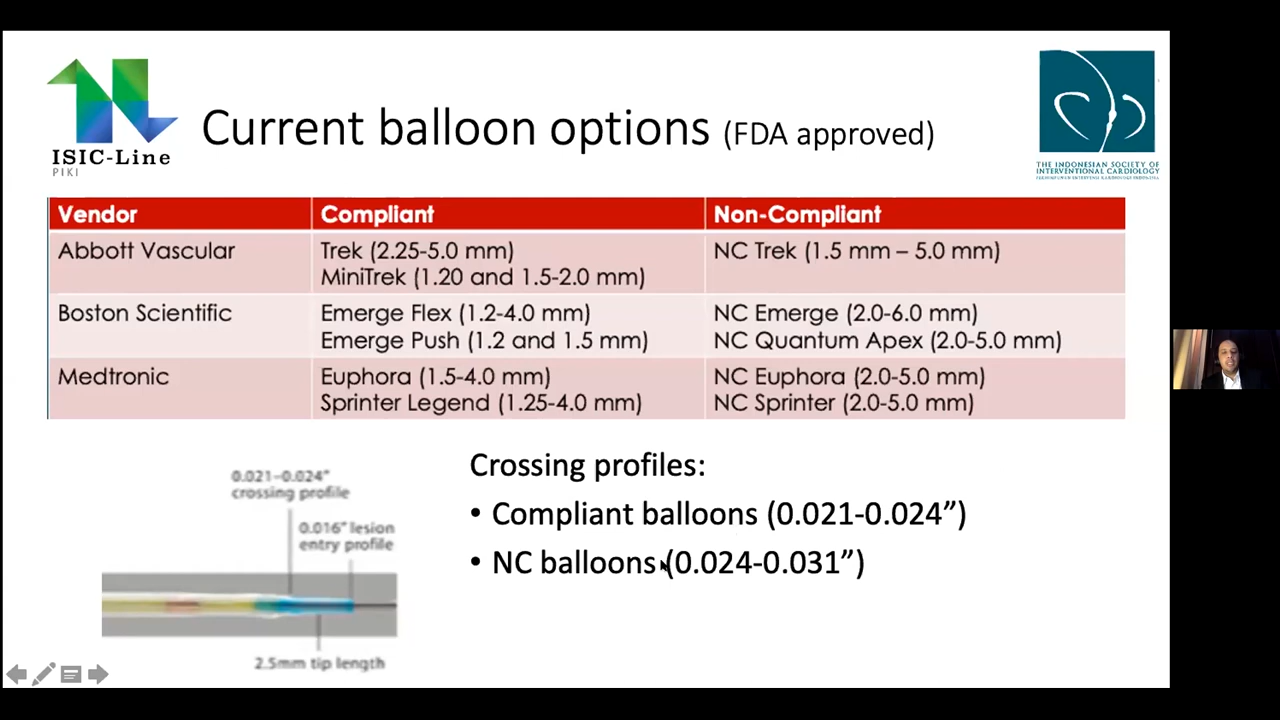 ISIC-Line
PIKI
Current balloon options (FDA approved)
THE INDONESIAN SOCIETY OF
INTERVENTIONAL CARDIOLOGY
Vendor Compliant Non-Compliant
Abbott Vascular Trek (2.25-5.0 mm) NC Trek (1.5 mm – 5.0 mm)
MiniTrek (1.20 and 1.5-2.0 mm)
Boston Scientific Emerge Flex (1.2-4.0 mm) NC Emerge (2.0-6.0 mm)
Emerge Push (1.2 and 1.5 mm) NC Quantum Apex (2.0-5.0 mm)
Medtronic Euphora (1.5-4.0 mm) NC Euphora (2.0-5.0 mm)
Sprinter Legend (1.25-4.0 mm) NC Sprinter (2.0-5.0 mm)
0.021-0.024"
crossing profile
0.016" lesion
entry profile
2.5mm tip length
Crossing profiles:
• Compliant balloons (0.021-0.024”)
• NC balloons (0.024-0.031”)